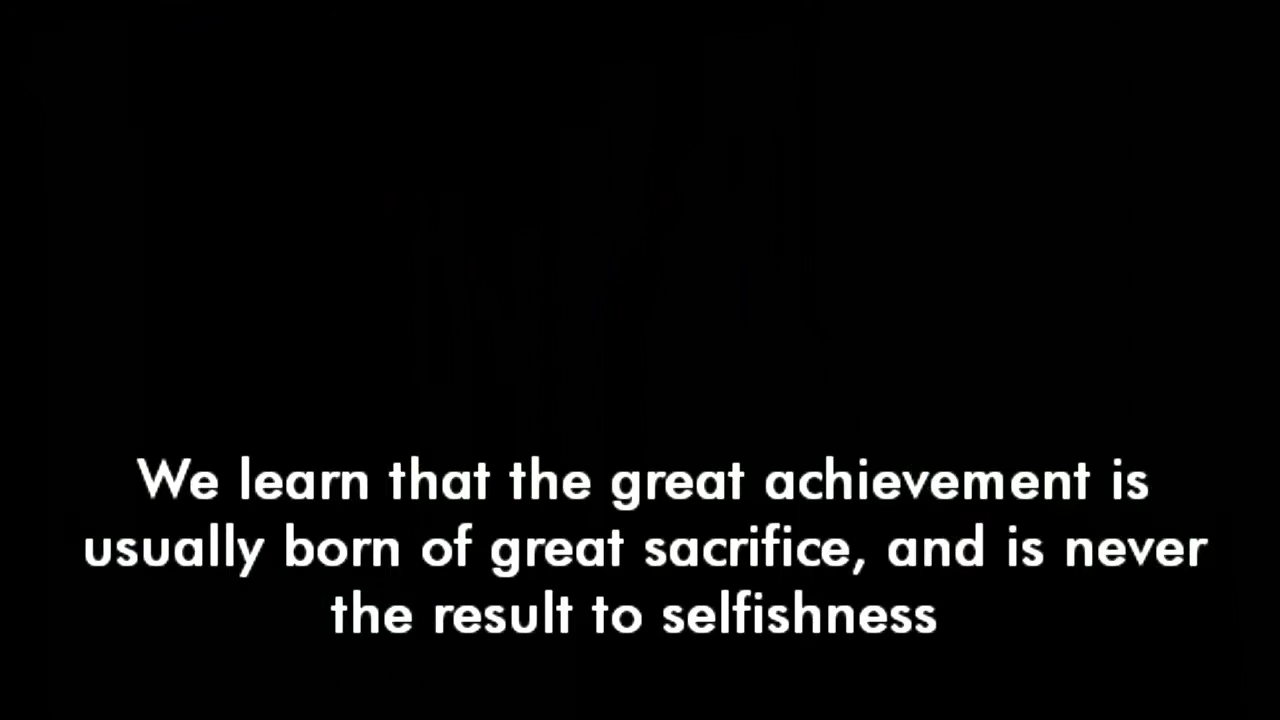 We learn that the great achievement is
usually born of great sacrifice, and is never
the result to selfishness